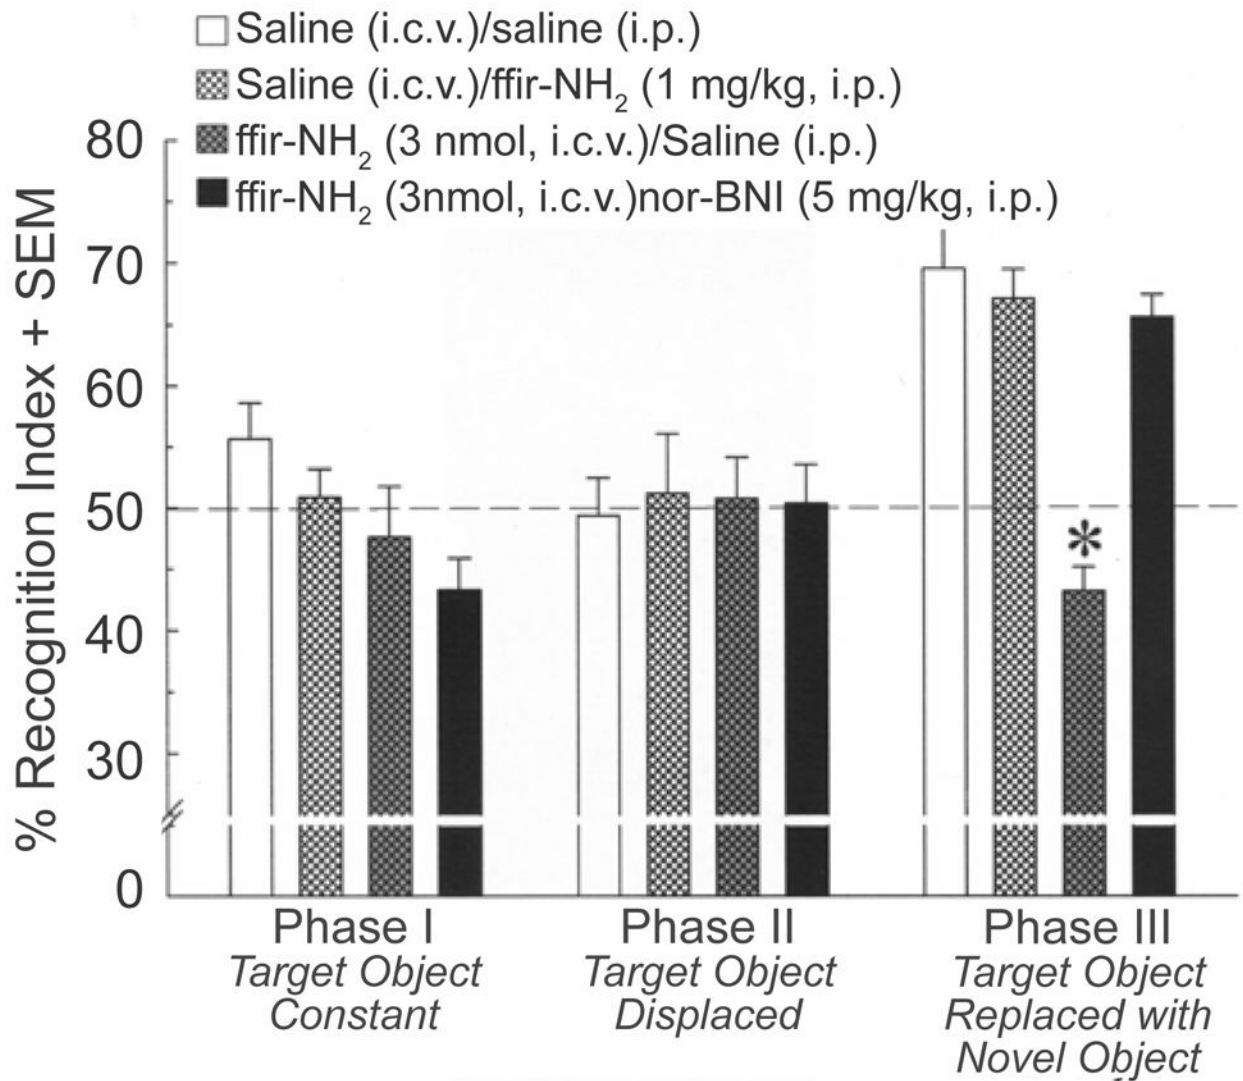 Saline (i.c.v.)/saline (i.p.)
Saline (i.c.v.)/ffir-NH₂ (1 mg/kg, i.p.)
ffir-NH₂ (3 nmol, i.c.v.)/Saline (i.p.)
ffir-NH₂ (3nmol, i.c.v.)nor-BNI (5 mg/kg, i.p.)
% Recognition Index + SEM
80
70
60
50
40
30
0
*
Phase I
Target Object
Constant
Phase II
Target Object
Displaced
Phase III
Target Object
Replaced with
Novel Object